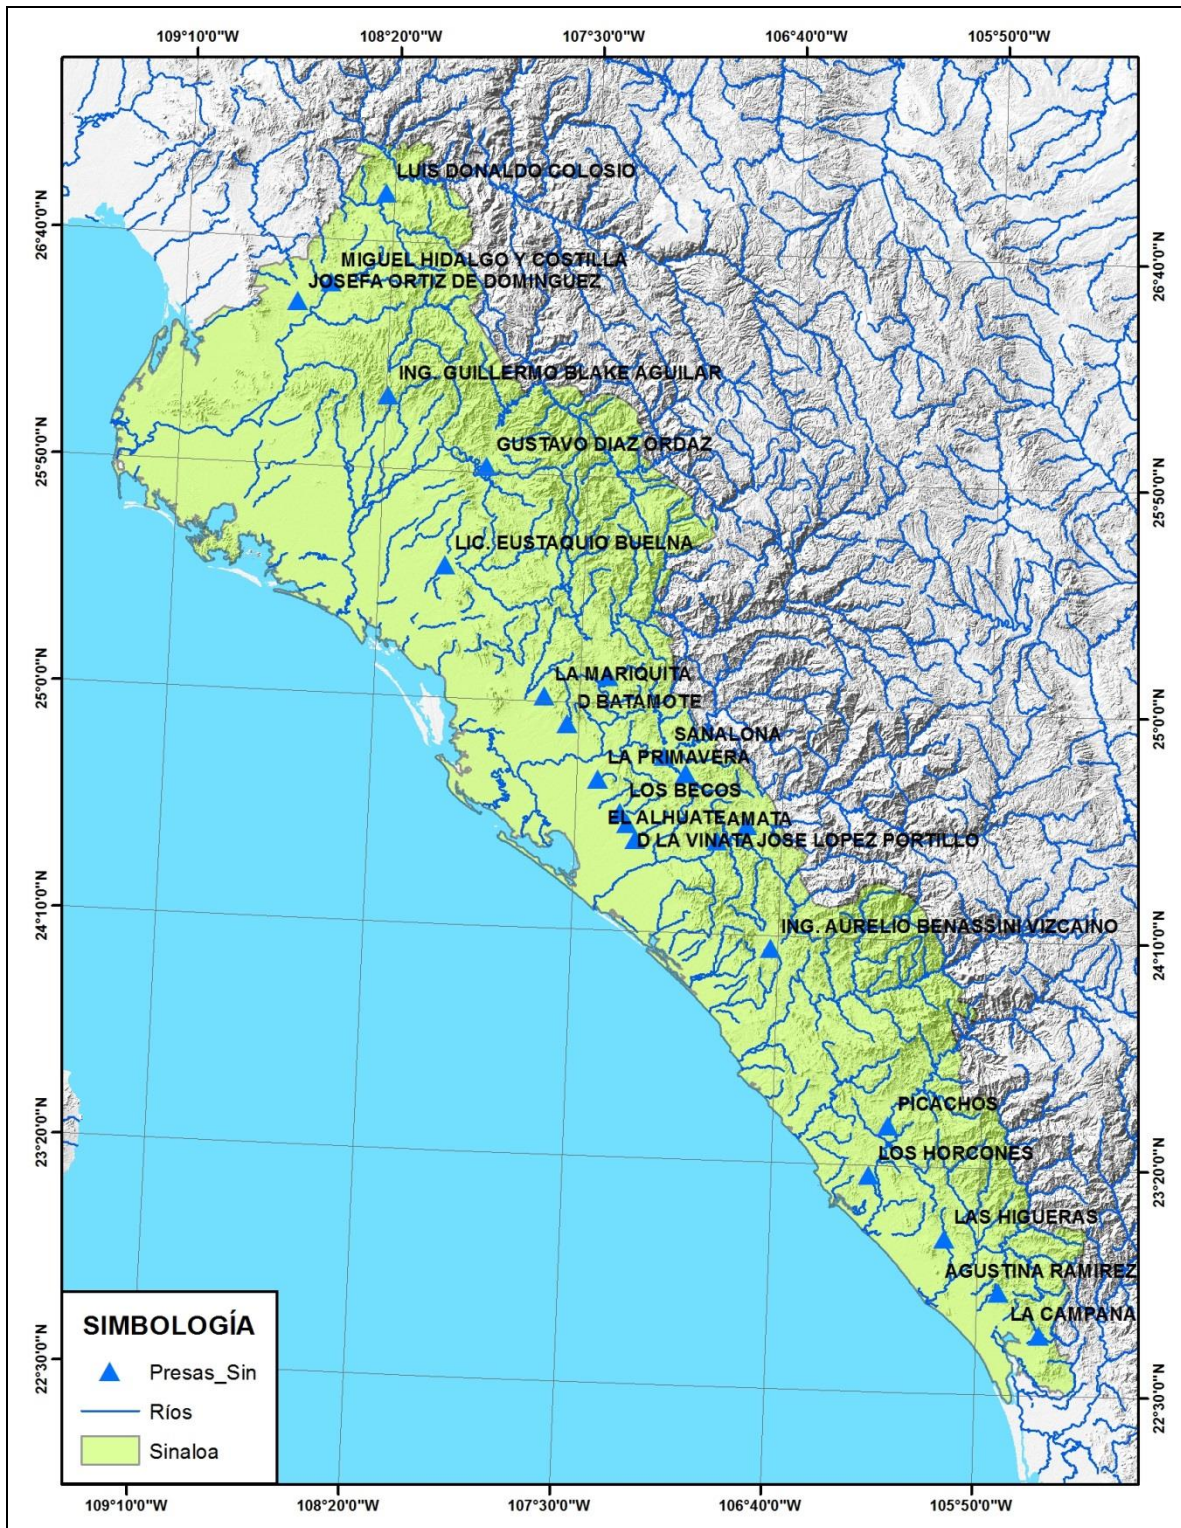 109°10'0"W
108°20'0"W
107°30'0"W
106°40'0"W
105°50'0"W
26°40'0"N
25°50'0"N
25°0'0"N
24°10'0"N
23°20'0"N
22°30'0"N
LUIS DONALDO COLOSIO
MIGUEL HIDALGO Y COSTILLA
JOSEFA ORTIZ DE DOMINGUEZ
ING. GUILLERMO BLAKE AGUILAR
GUSTAVO DIAZ ORDAZ
LIC. EUSTAQUIO BUELNA
LA MARIQUITA
D BATAMOTE
SANALONA
LA PRIMAVERA
LOS BECOS
EL ALHUATE
AMATA
D LA VINATA
JOSE LOPEZ PORTILLO
ING. AURELIO BENASSINI VIZCAINO
PICACHOS
LOS HORCONES
LAS HIGUERAS
AGUSTINA RAMIREZ
LA CAMPANA
26°40'0"N
25°50'0"N
25°0'0"N
24°10'0"N
23°20'0"N
22°30'0"N
SIMBOLOGÍA
Presas_Sin
Ríos
Sinaloa
109°10'0"W
108°20'0"W
107°30'0"W
106°40'0"W
105°50'0"W